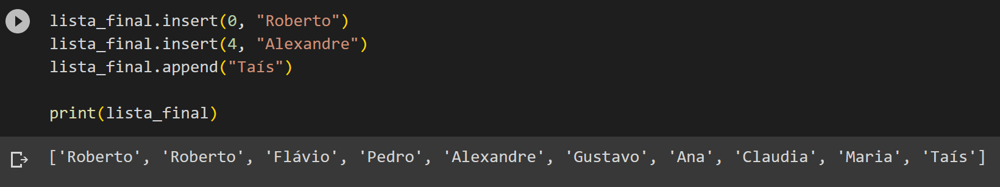 lista_final.insert(0, "Roberto")
lista_final.insert(4, "Alexandre")
lista_final.append("Taís")
print(lista_final)
['Roberto', 'Roberto', 'Flávio', 'Pedro', 'Alexandre', 'Gustavo', 'Ana', 'Claudia', 'Maria', 'Taís']